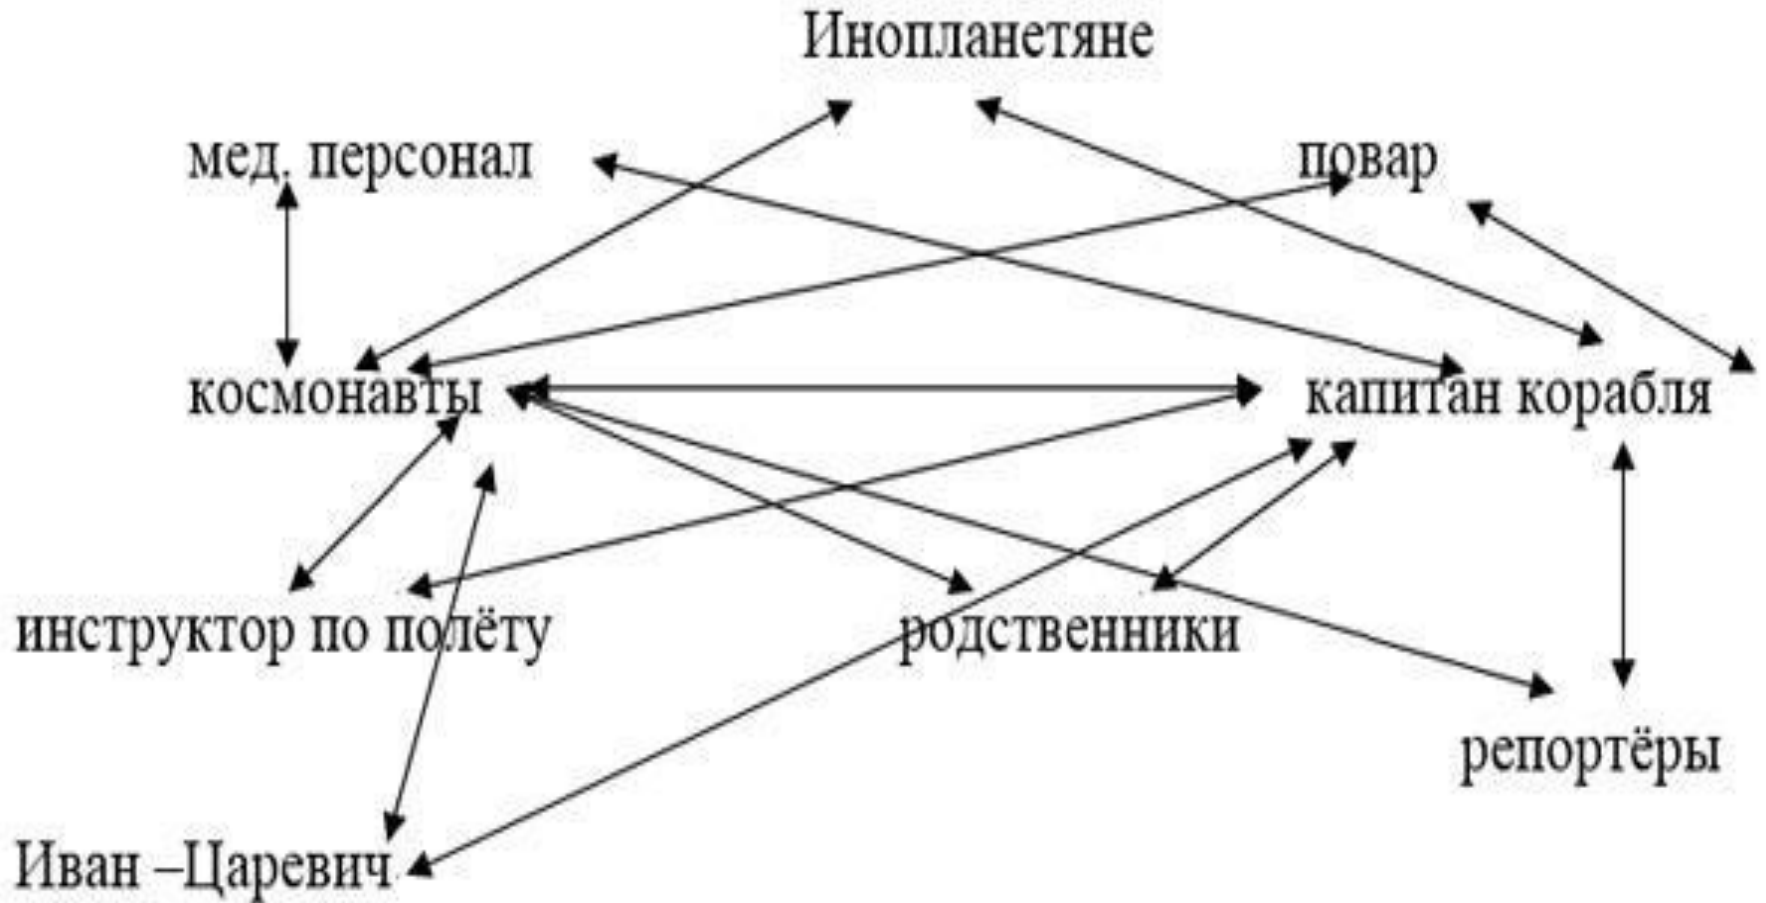 Инопланетяне
мед. персонал
повар
космонавты
капитан корабля
инструктор по полёту
родственники
репортёры
Иван –Царевич